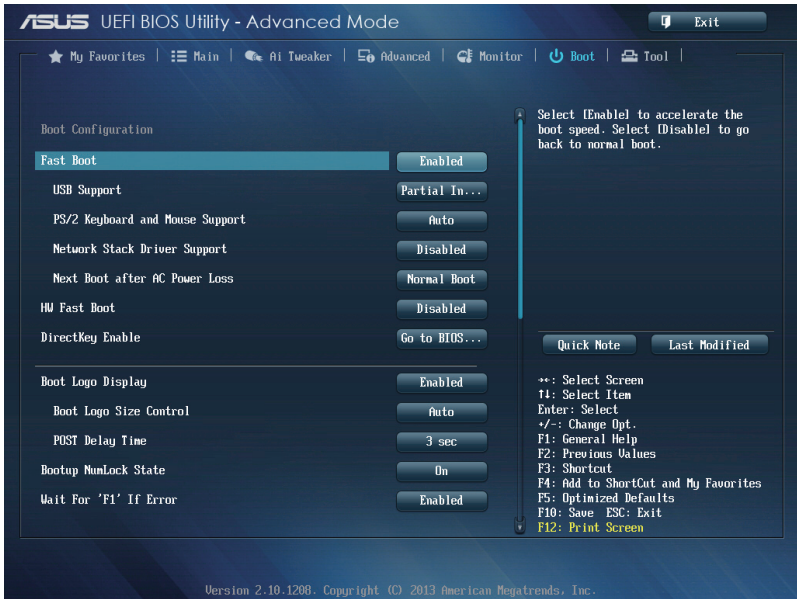 ASUS UEFI BIOS Utility - Advanced Mode
Exit
My Favorites | Main | Ai Tweaker | Advanced | Monitor | Boot | Tool |
Boot Configuration
Fast Boot Enabled
USB Support Partial In...
PS/2 Keyboard and Mouse Support Auto
Network Stack Driver Support Disabled
Next Boot after AC Power Loss Normal Boot
HW Fast Boot Disabled
DirectKey Enable Go to BIOS...
Boot Logo Display Enabled
Boot Logo Size Control Auto
POST Delay Time 3 sec
Bootup NumLock State On
Wait For 'F1' If Error Enabled
Select [Enable] to accelerate the
boot speed. Select [Disable] to go
back to normal boot.
Quick Note Last Modified
→←: Select Screen
↑↓: Select Item
Enter: Select
+/-: Change Opt.
F1: General Help
F2: Previous Values
F3: Shortcut
F4: Add to ShortCut and My Favorites
F5: Optimized Defaults
F10: Save ESC: Exit
F12: Print Screen
Version 2.10.1208. Copyright (C) 2013 American Megatrends, Inc.